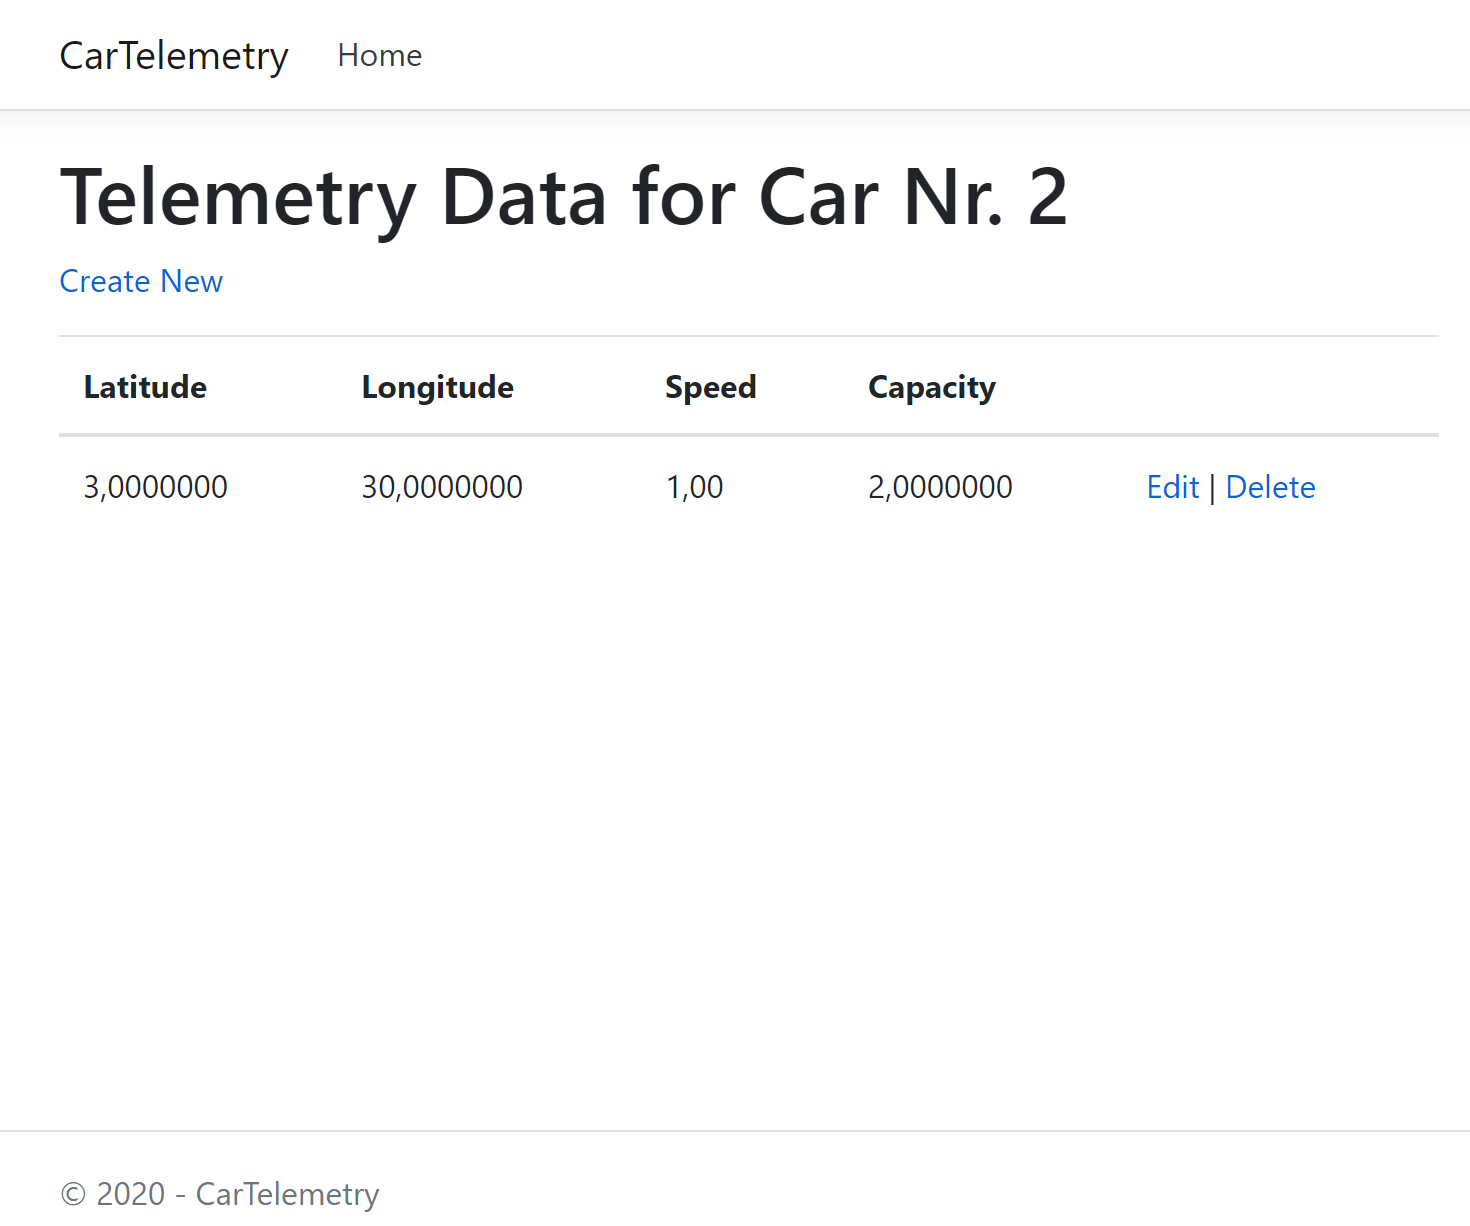 CarTelemetry Home
Telemetry Data for Car Nr. 2
Create New
Latitude Longitude Speed Capacity
3,0000000 30,0000000 1,00 2,0000000 Edit | Delete
© 2020 - CarTelemetry